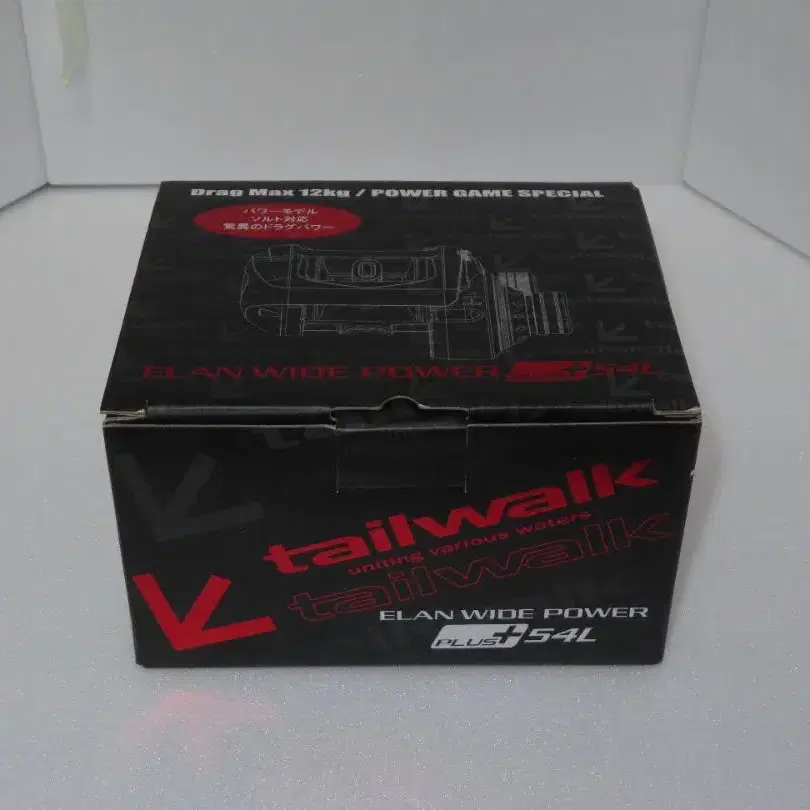 Drag Max 12kg / POWER GAME SPECIAL
パワーモデル
ソルト対応
驚異のドラグパワー
ELAN WIDE POWER PLUS+ 54L
tailwalk
uniting various waters
tailwalk
ELAN WIDE POWER
PLUS+ 54L